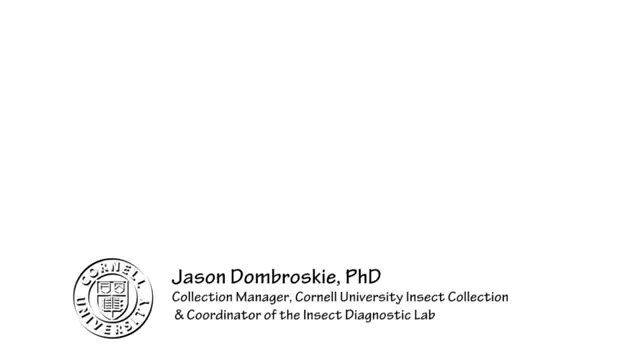 CORNELL UNIVERSITY
Jason Dombroskie, PhD
Collection Manager, Cornell University Insect Collection
& Coordinator of the Insect Diagnostic Lab